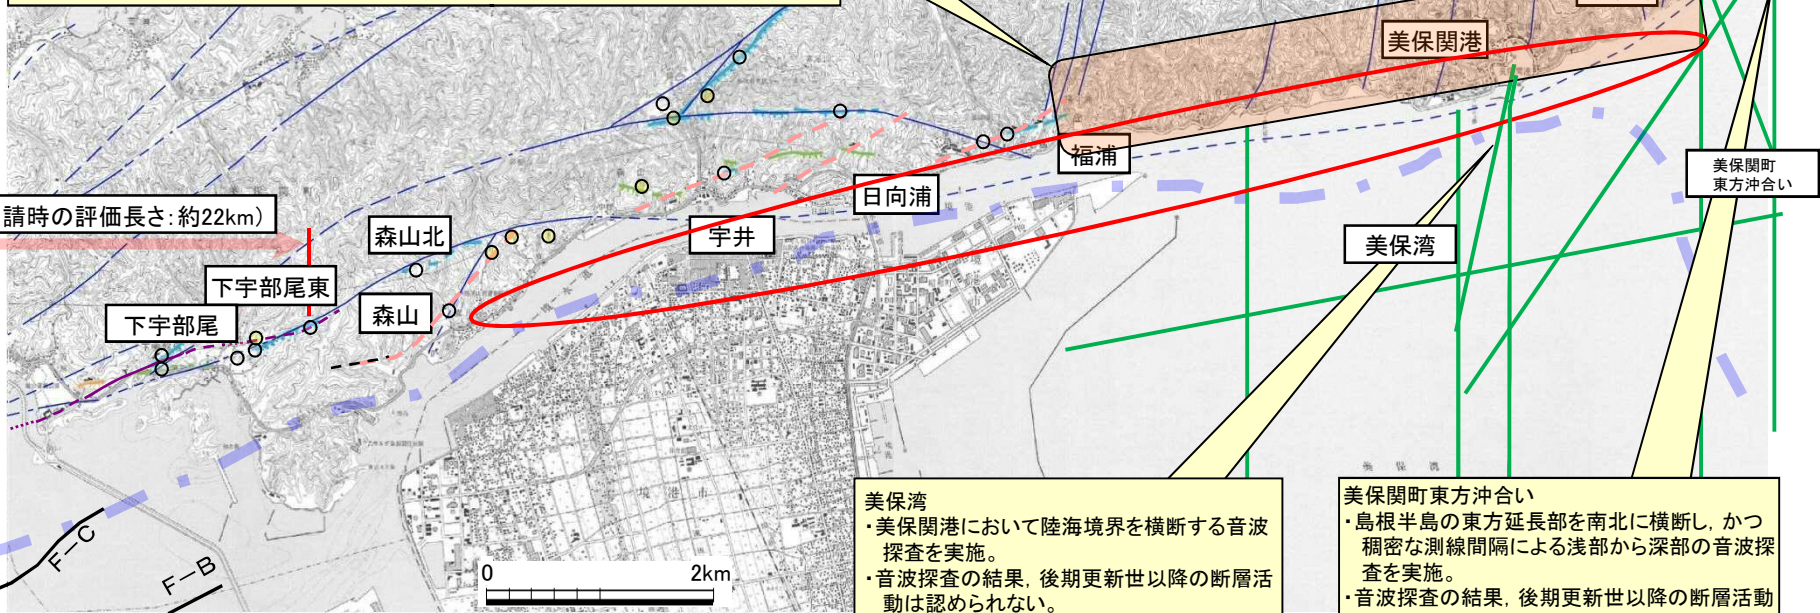 美保関港
福浦
美保関町
東方沖合い
日向浦
請時の評価長さ:約22km)
森山北
宇井
美保湾
下宇部尾東
下宇部尾
森山
美保湾
境港市
F-C
F-B
0 2km
美保湾
・美保関港において陸海境界を横断する音波
探査を実施。
・音波探査の結果，後期更新世以降の断層活
動は認められない。
美保関町東方沖合い
・島根半島の東方延長部を南北に横断し，かつ
稠密な測線間隔による浅部から深部の音波探
査を実施。
・音波探査の結果，後期更新世以降の断層活動